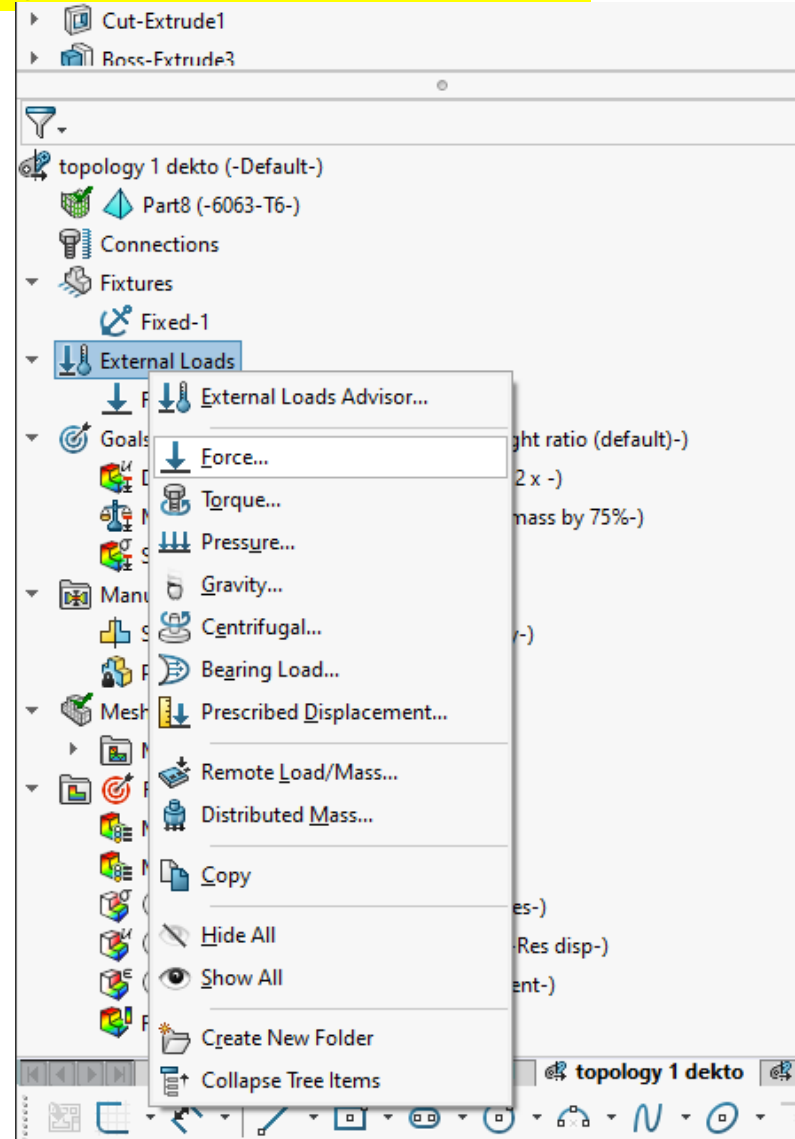 Cut-Extrude1
Boss-Extrude3
topology 1 dekto (-Default-)
Part8 (-6063-T6-)
Connections
Fixtures
Fixed-1
External Loads
External Loads Advisor...
Goals ght ratio (default)-)
Force...
2 x -)
Torque...
mass by 75%-)
Pressure...
Gravity...
Centrifugal...
Bearing Load...
Mesh
Prescribed Displacement...
Remote Load/Mass...
Distributed Mass...
Copy
es-)
Hide All
-Res disp-)
Show All
ent-)
Create New Folder
topology 1 dekto
Collapse Tree Items